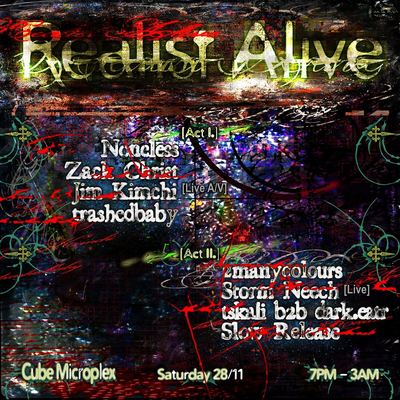 Realist Alive
[Act I.]
Noneless
Zack Christ
Jim Kimchi [Live A/V]
trashedbaby
[Act II.]
2manycolours
Storm Neech [Live]
tskali b2b dark.eatr
Slow Release
Cube Microplex Saturday 28/11 7PM – 3AM